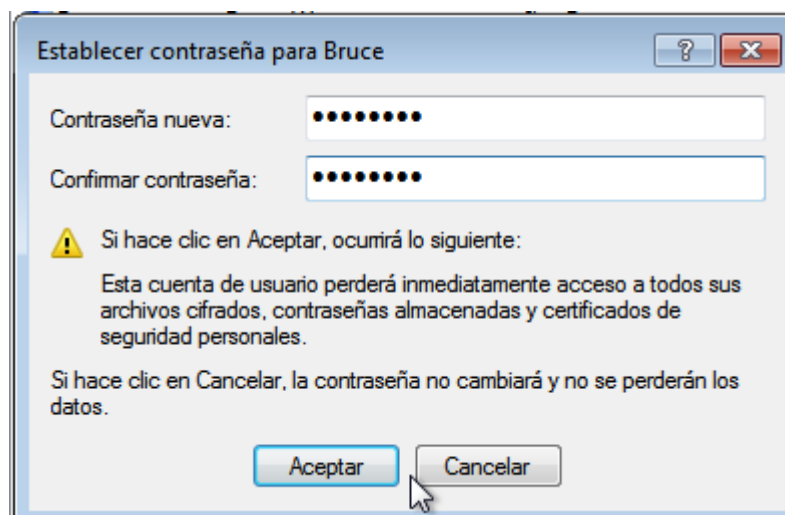 Establecer contraseña para Bruce
Contraseña nueva:
Confirmar contraseña:
Si hace clic en Aceptar, ocurrirá lo siguiente:
Esta cuenta de usuario perderá inmediatamente acceso a todos sus
archivos cifrados, contraseñas almacenadas y certificados de
seguridad personales.
Si hace clic en Cancelar, la contraseña no cambiará y no se perderán los
datos.
Aceptar
Cancelar